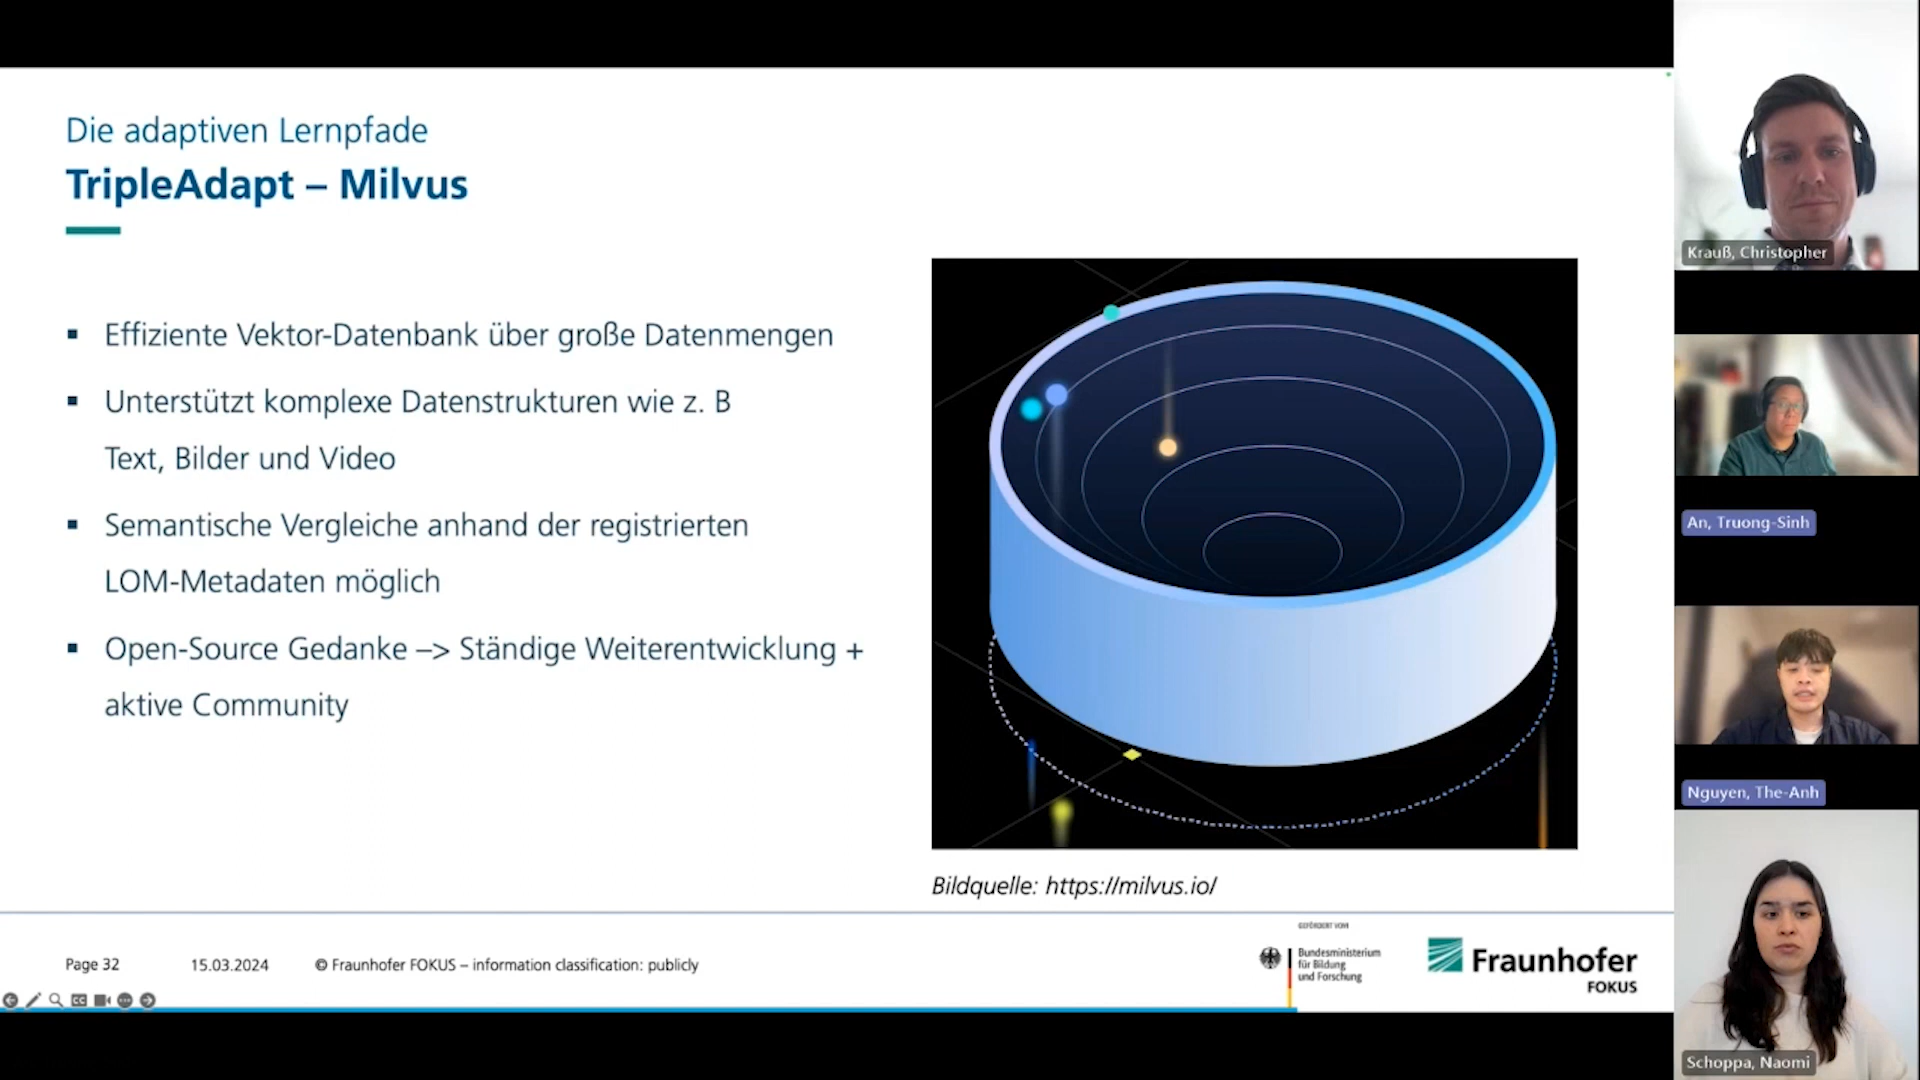 Die adaptiven Lernpfade
TripleAdapt – Milvus
▪ Effiziente Vektor-Datenbank über große Datenmengen
▪ Unterstützt komplexe Datenstrukturen wie z. B
Text, Bilder und Video
▪ Semantische Vergleiche anhand der registrierten
LOM-Metadaten möglich
▪ Open-Source Gedanke –> Ständige Weiterentwicklung +
aktive Community
Bildquelle: https://milvus.io/
Page 32
15.03.2024
© Fraunhofer FOKUS – information classification: publicly
GEFÖRDERT VOM
Bundesministerium
für Bildung
und Forschung
Fraunhofer
FOKUS
CC
Krauß, Christopher
An, Truong-Sinh
Nguyen, The-Anh
Schoppa, Naomi